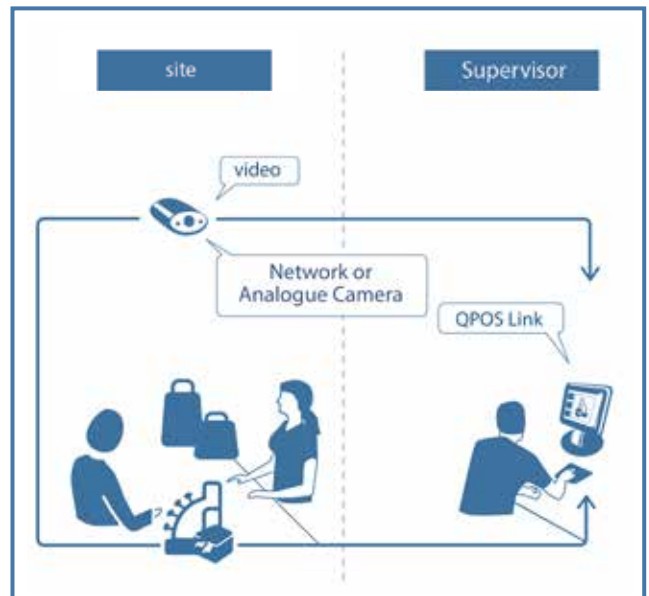 site
Supervisor
video
Network or
Analogue Camera
QPOS Link